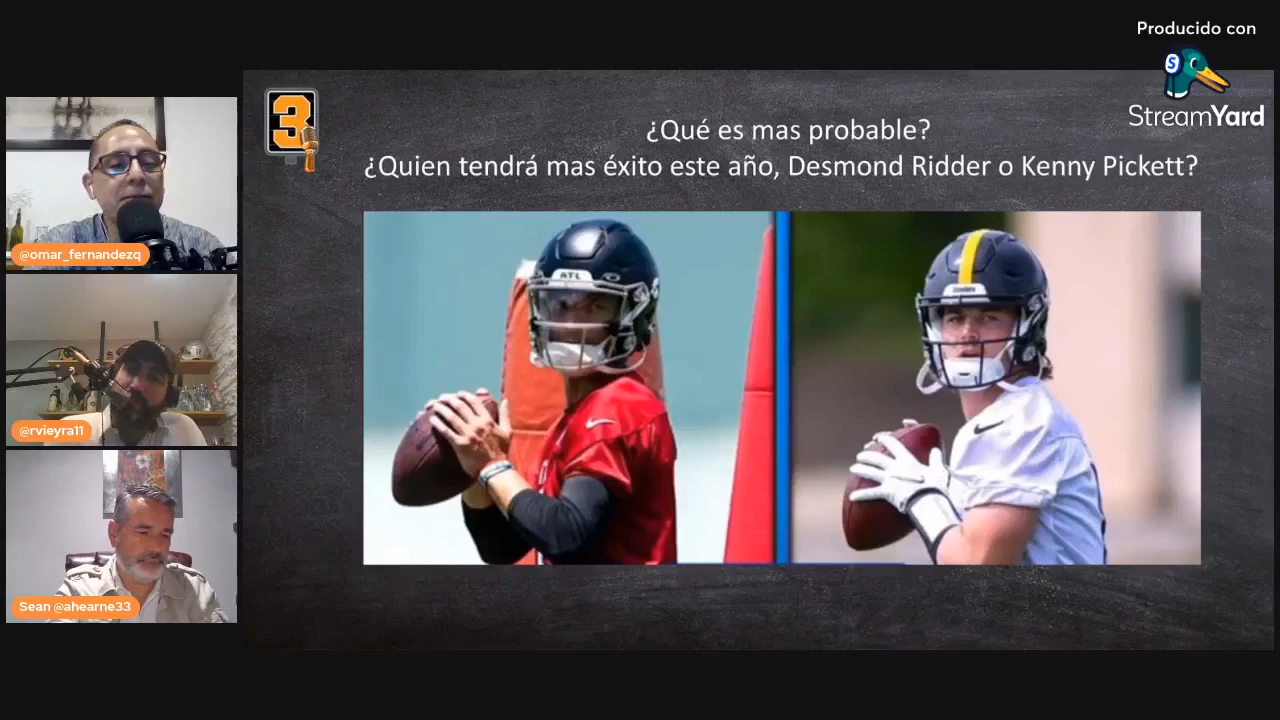 Producido con
S
StreamYard
3
¿Qué es mas probable?
¿Quien tendrá mas éxito este año, Desmond Ridder o Kenny Pickett?
@omar_fernandezq
@rvieyra11
Sean @ahearne33
ATL